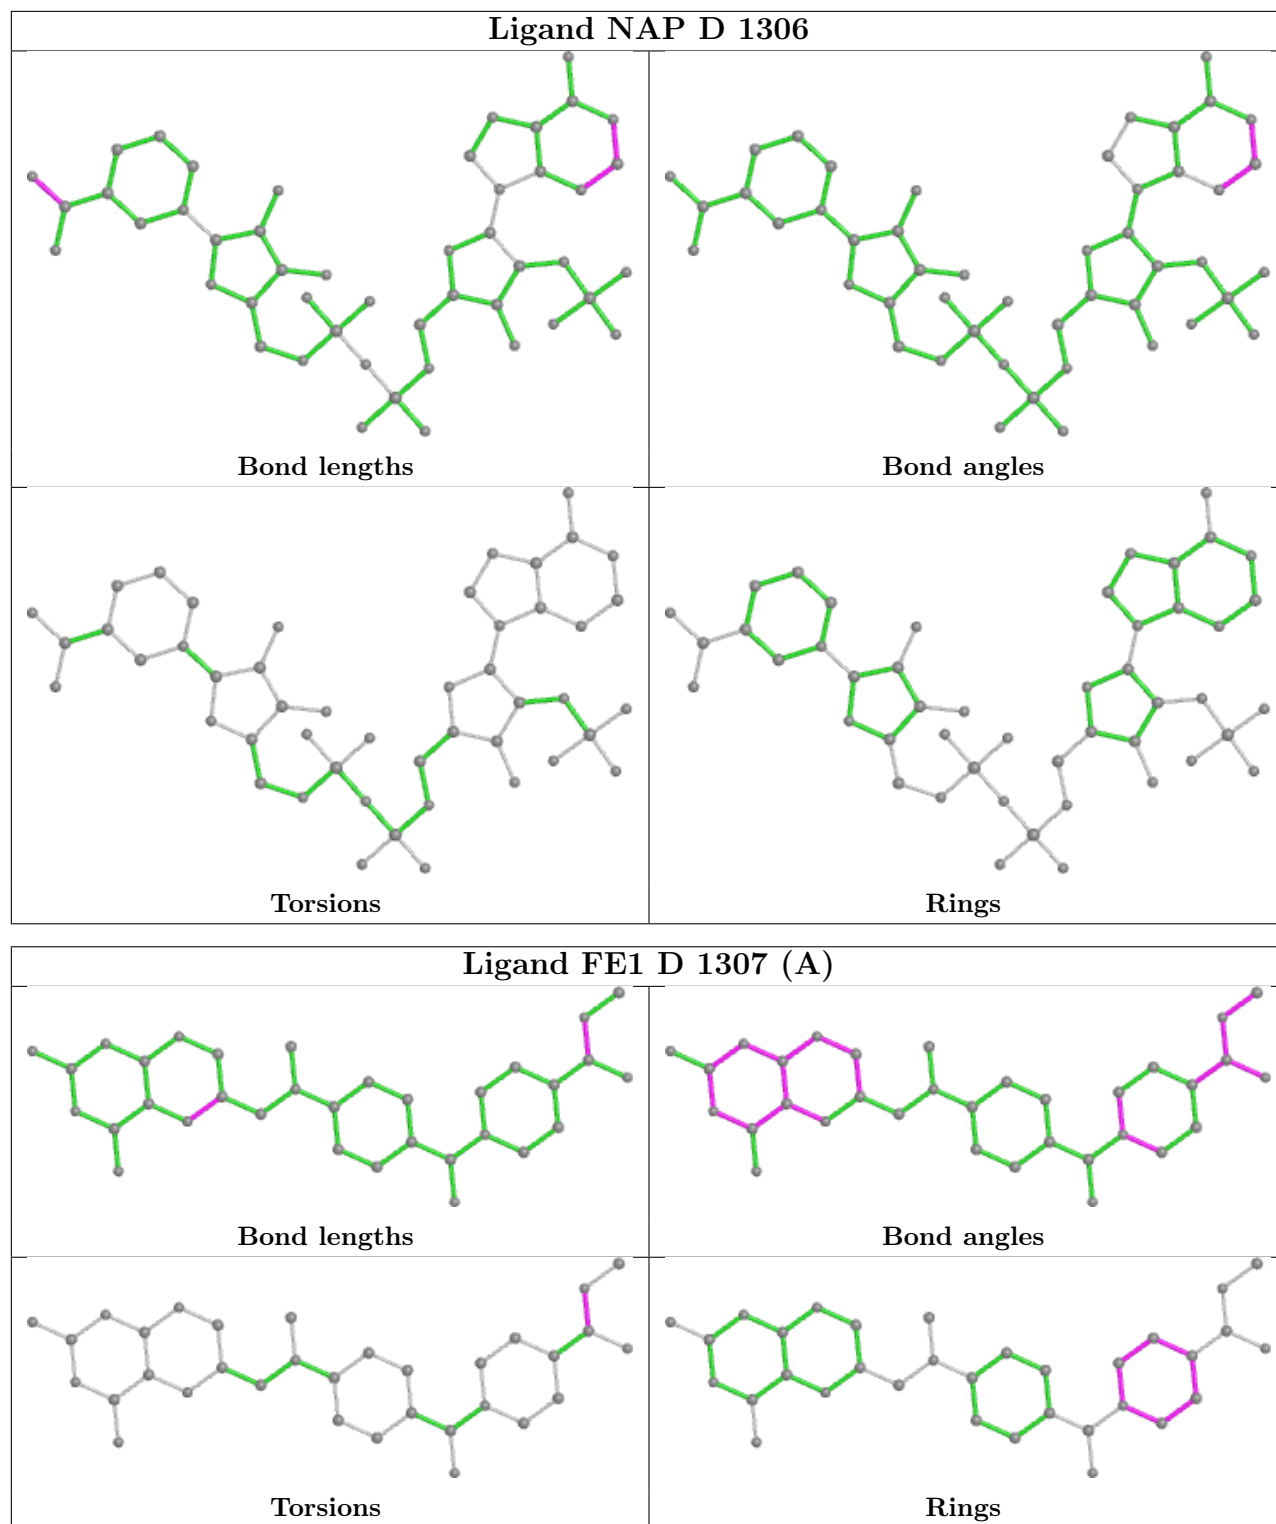 Ligand NAP D 1306
Bond lengths
Bond angles
Torsions
Rings
Ligand FE1 D 1307 (A)
Bond lengths
Bond angles
Torsions
Rings